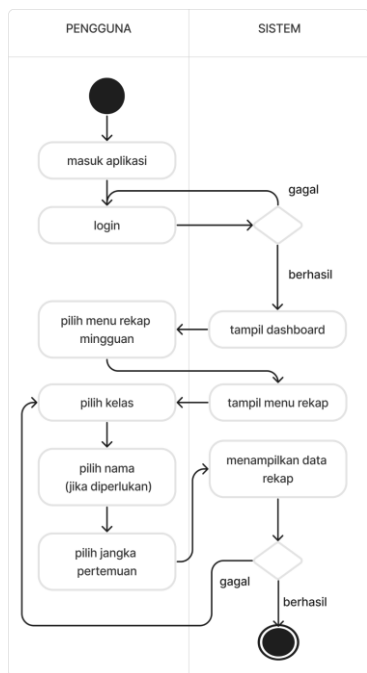 PENGGUNA
SISTEM
masuk aplikasi
gagal
login
berhasil
pilih menu rekap
mingguan
tampil dashboard
pilih kelas
tampil menu rekap
pilih nama
(jika diperlukan)
menampilkan data
rekap
pilih jangka
pertemuan
gagal
berhasil